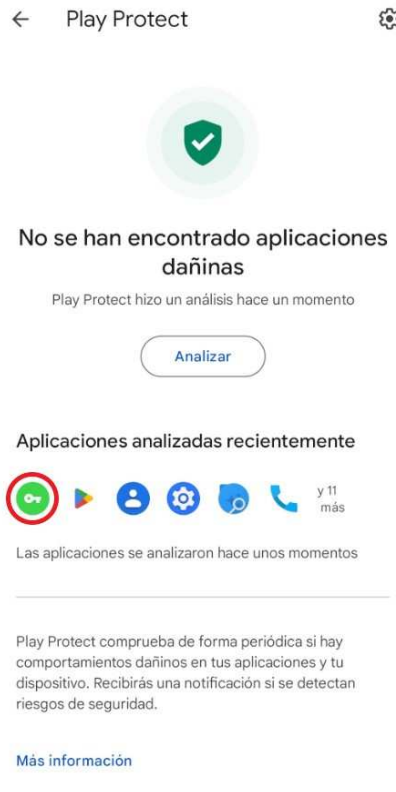 Play Protect
No se han encontrado aplicaciones
dañinas
Play Protect hizo un análisis hace un momento
Analizar
Aplicaciones analizadas recientemente
y 11
más
Las aplicaciones se analizaron hace unos momentos
Play Protect comprueba de forma periódica si hay
comportamientos dañinos en tus aplicaciones y tu
dispositivo. Recibirás una notificación si se detectan
riesgos de seguridad.
Más información